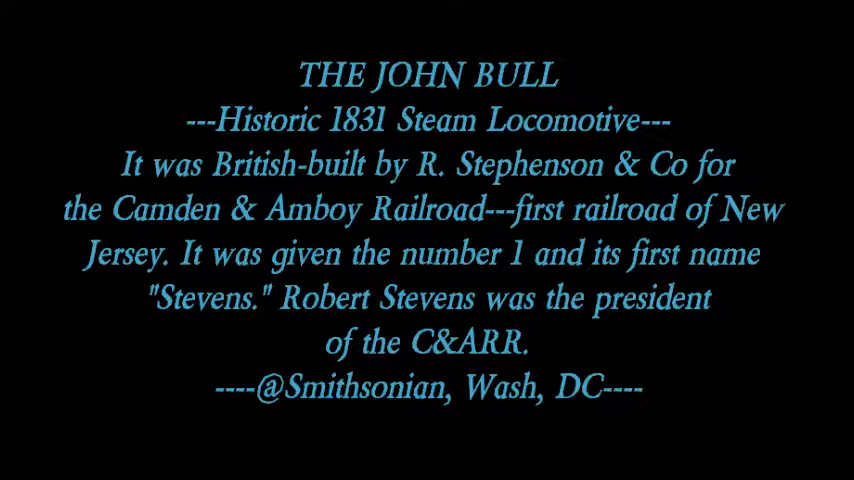 THE JOHN BULL
---Historic 1831 Steam Locomotive---
It was British-built by R. Stephenson & Co for
the Camden & Amboy Railroad---first railroad of New
Jersey. It was given the number 1 and its first name
"Stevens." Robert Stevens was the president
of the C&ARR.
----@Smithsonian, Wash, DC----